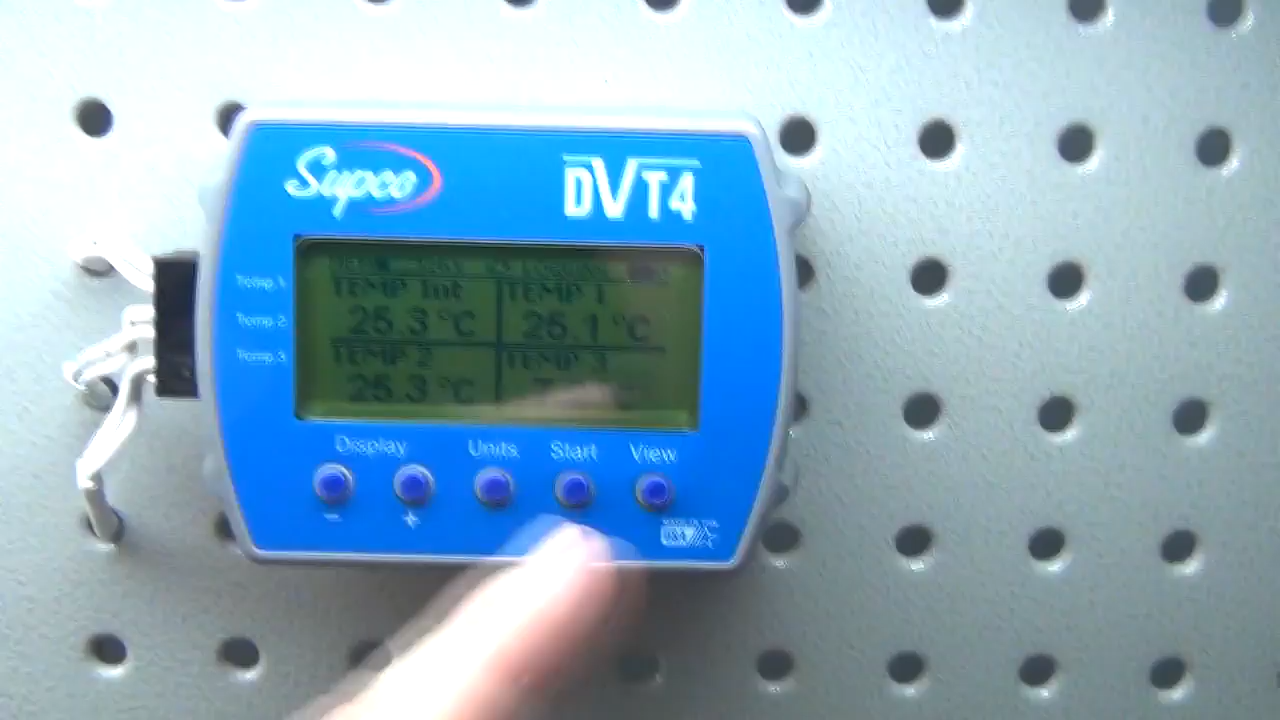 Supco
DVT4
Temp 1
Temp 2
Temp 3
TEMP Int
TEMP 1
25.3 °C
25.1 °C
TEMP 2
TEMP 3
25.3 °C
Display
Units
Start
View
-
+
MADE IN USA
USA